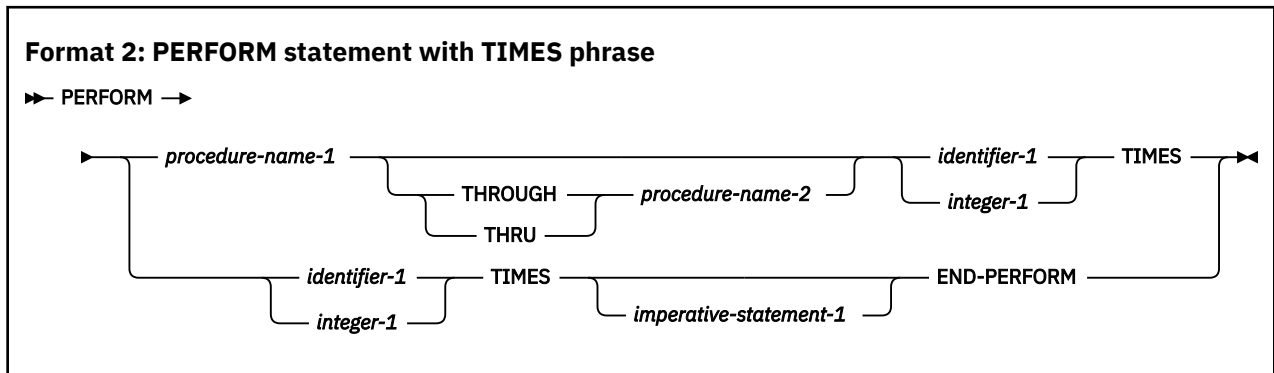 Format 2: PERFORM statement with TIMES phrase
PERFORM
procedure-name-1 identifier-1 TIMES
THROUGH procedure-name-2 integer-1
THRU
identifier-1 TIMES END-PERFORM
integer-1 imperative-statement-1